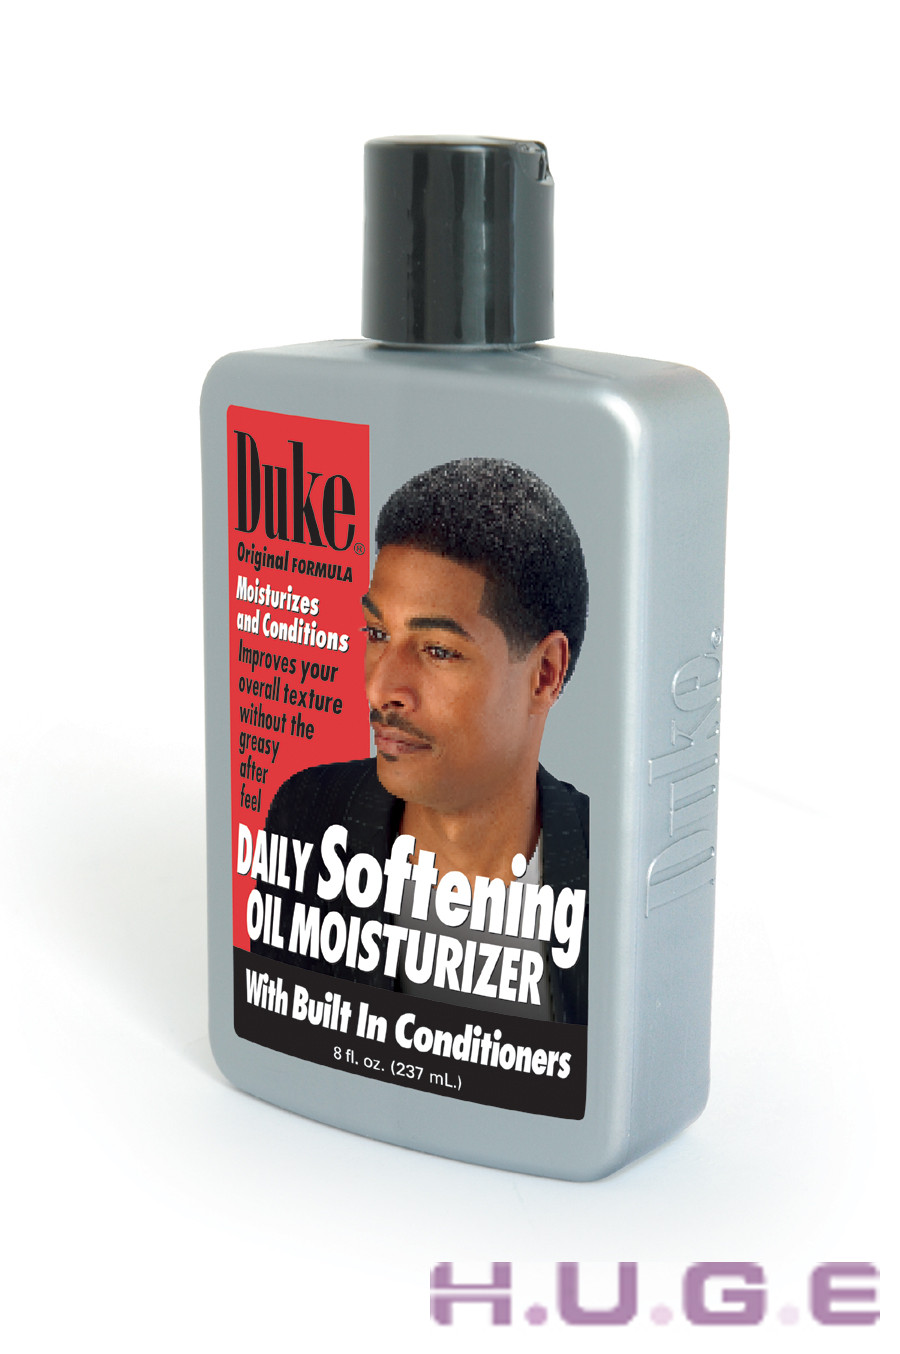 Duke®
Original FORMULA
Moisturizes
and Conditions
Improves your
overall texture
without the
greasy
after
feel
DAILY Softening
OIL MOISTURIZER
With Built In Conditioners
8 fl. oz. (237 mL.)
Duke®
H.U.G.E